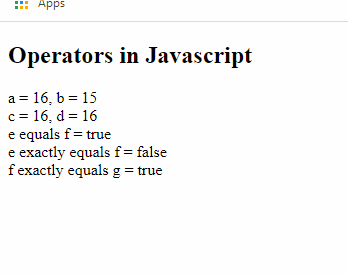 Apps
Operators in Javascript
a = 16, b = 15
c = 16, d = 16
e equals f = true
e exactly equals f = false
f exactly equals g = true